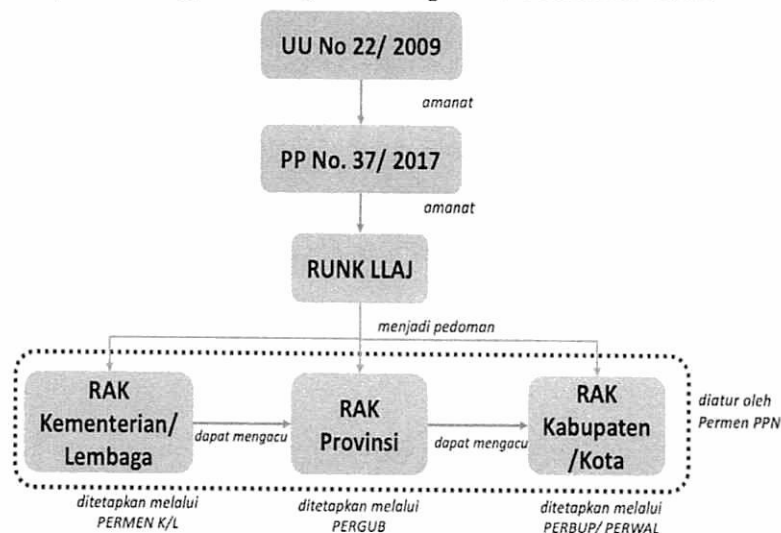 UU No 22/ 2009
amanat
PP No. 37/ 2017
amanat
RUNK LLAJ
menjadi pedoman
RAK
Kementerian/
Lembaga
dapat mengacu
RAK
Provinsi
dapat mengacu
RAK
Kabupaten
/Kota
diatur oleh
Permen PPN
ditetapkan melalui
PERMEN K/L
ditetapkan melalui
PERGUB
ditetapkan melalui
PERBUP/ PERWAL